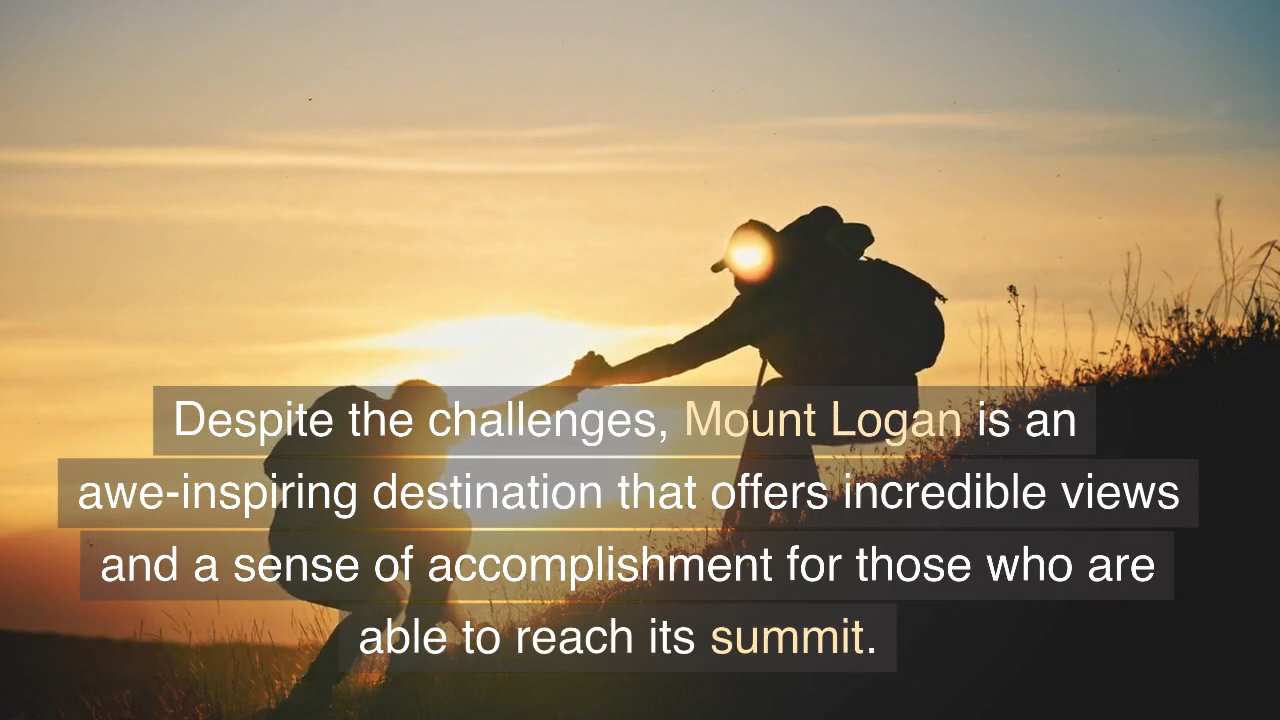 Despite the challenges, Mount Logan is an
awe-inspiring destination that offers incredible views
and a sense of accomplishment for those who are
able to reach its summit.